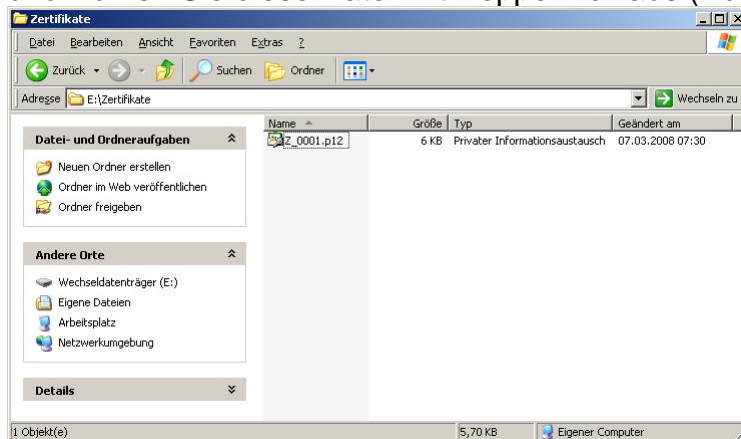 Zertifikate
Datei Bearbeiten Ansicht Favoriten Extras ?
Zurück Suchen Ordner
Adresse E:\Zertifikate Wechseln zu
Name Größe Typ Geändert am
Z_0001.p12 6 KB Privater Informationsaustausch 07.03.2008 07:30
Datei- und Ordneraufgaben
Neuen Ordner erstellen
Ordner im Web veröffentlichen
Ordner freigeben
Andere Orte
Wechseldatenträger (E:)
Eigene Dateien
Arbeitsplatz
Netzwerkumgebung
Details
1 Objekt(e) 5,70 KB Eigener Computer